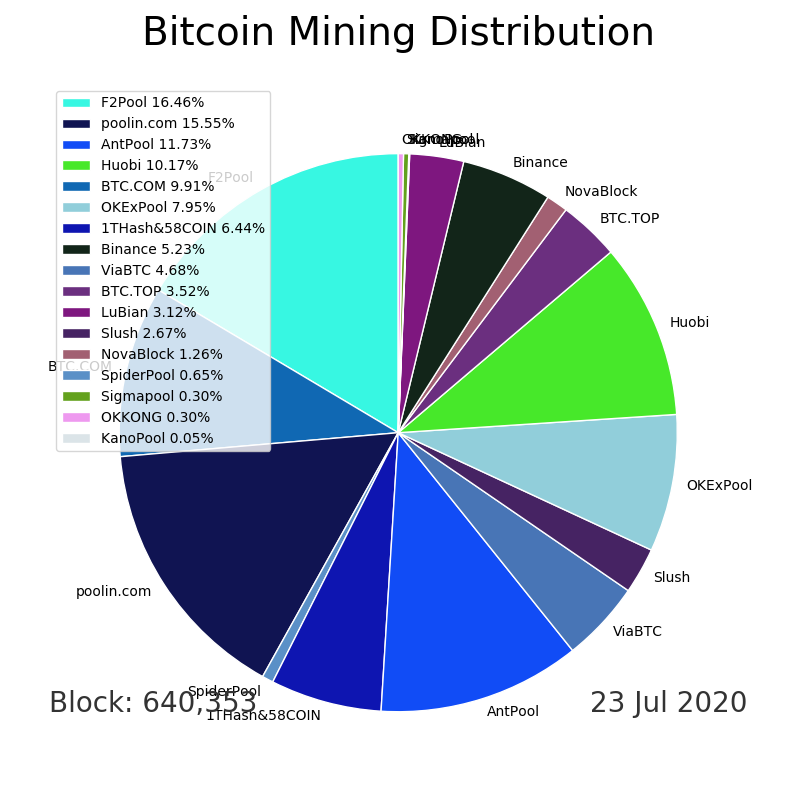 Bitcoin Mining Distribution
F2Pool 16.46%
poolin.com 15.55%
AntPool 11.73%
Huobi 10.17%
BTC.COM 9.91%
OKExPool 7.95%
1THash&58COIN 6.44%
Binance 5.23%
ViaBTC 4.68%
BTC.TOP 3.52%
LuBian 3.12%
Slush 2.67%
NovaBlock 1.26%
SpiderPool 0.65%
Sigmapool 0.30%
OKKONG 0.30%
KanoPool 0.05%
OKKONG
Sigmapool
KanoPool
LuBian
Binance
NovaBlock
BTC.TOP
Huobi
OKExPool
Slush
ViaBTC
AntPool
1THash&58COIN
SpiderPool
poolin.com
BTC.COM
F2Pool
Block: 640,353
23 Jul 2020